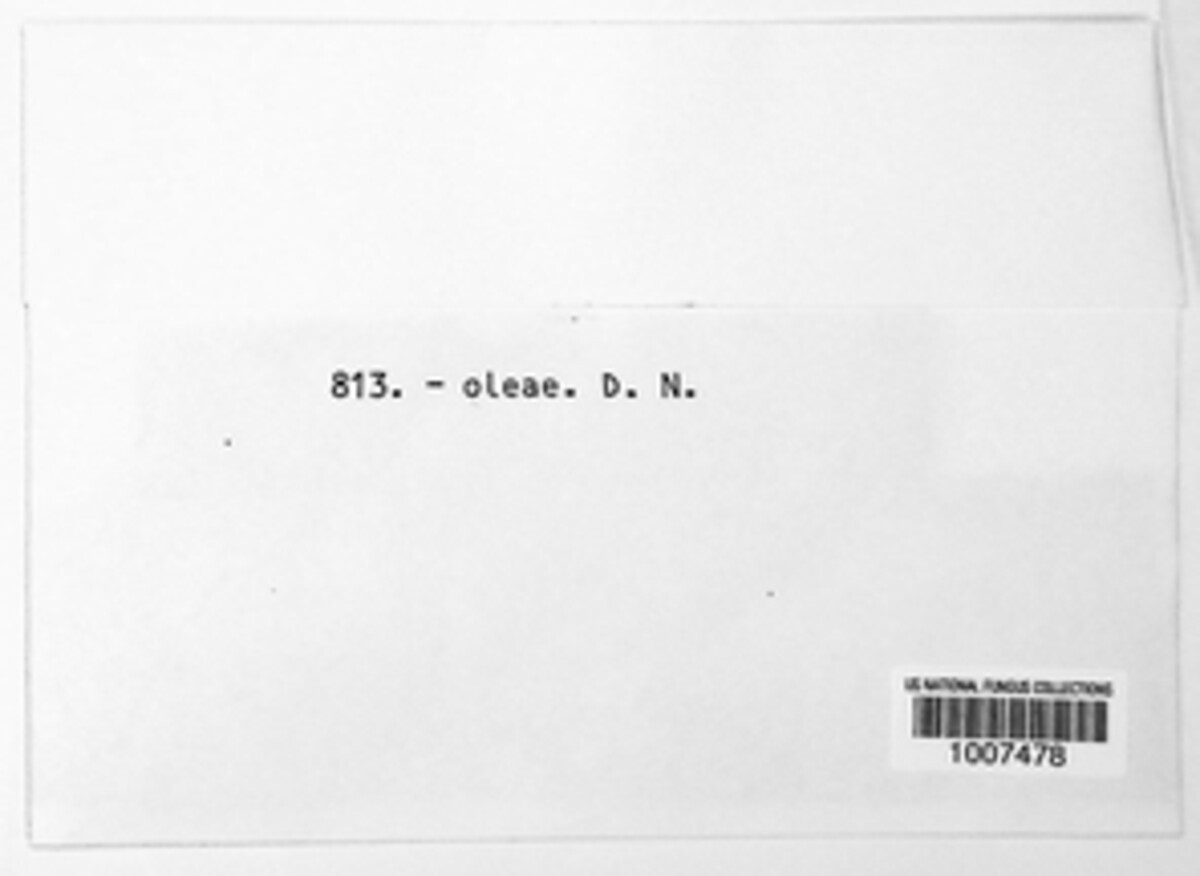 813. - oleae. D. N.
US NATIONAL FUNGUS COLLECTIONS
1007478